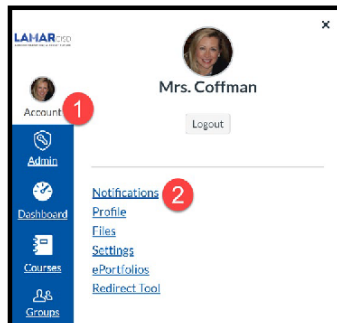 ×
LAMAR CISD
Mrs. Coffman
Account
1
Logout
Admin
Notifications
2
Dashboard
Profile
Files
Courses
Settings
ePortfolios
Groups
Redirect Tool